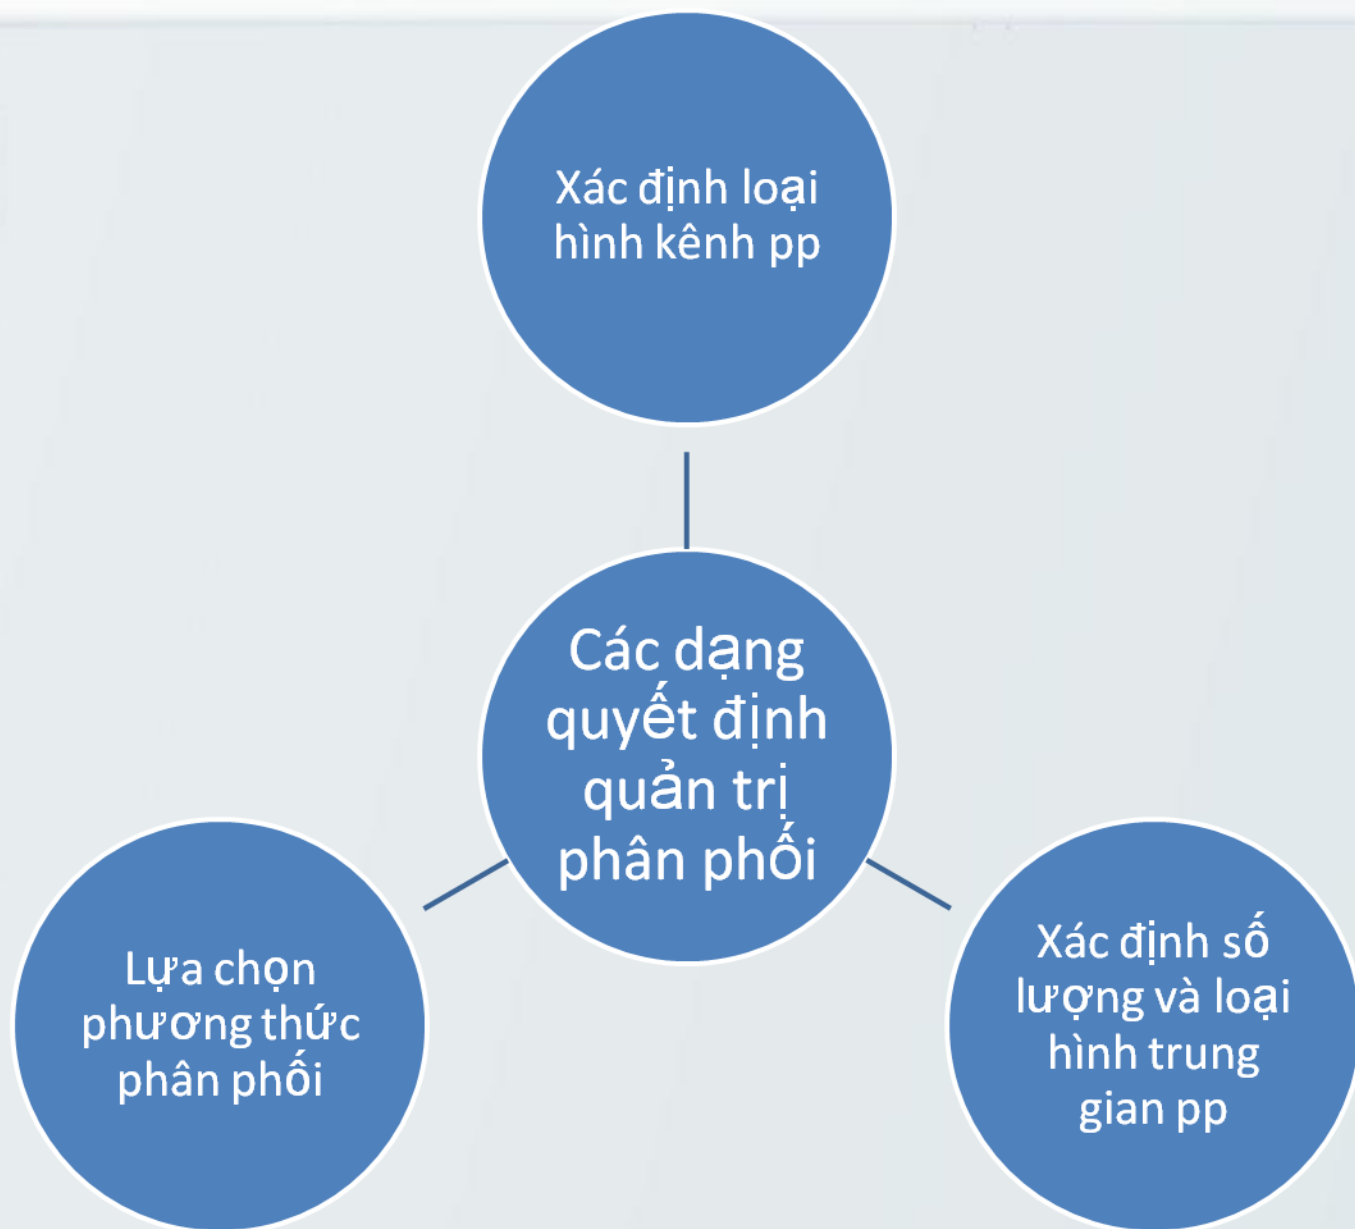 Xác định loại
hình kênh pp
Các dạng
quyết định
quản trị
phân phối
Lựa chọn
phương thức
phân phối
Xác định số
lượng và loại
hình trung
gian pp